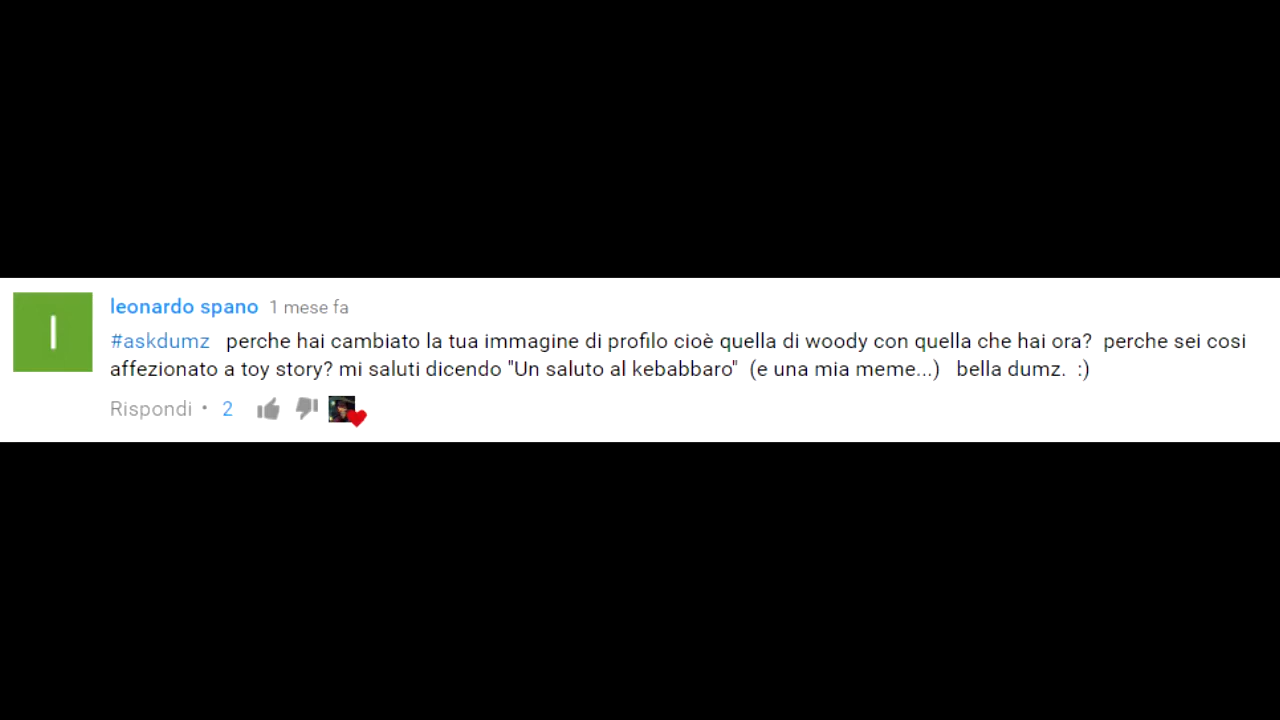 l
leonardo spano 1 mese fa
#askdumz perche hai cambiato la tua immagine di profilo cioè quella di woody con quella che hai ora? perche sei cosi
affezionato a toy story? mi saluti dicendo "Un saluto al kebabbaro" (e una mia meme...) bella dumz. :)
Rispondi • 2